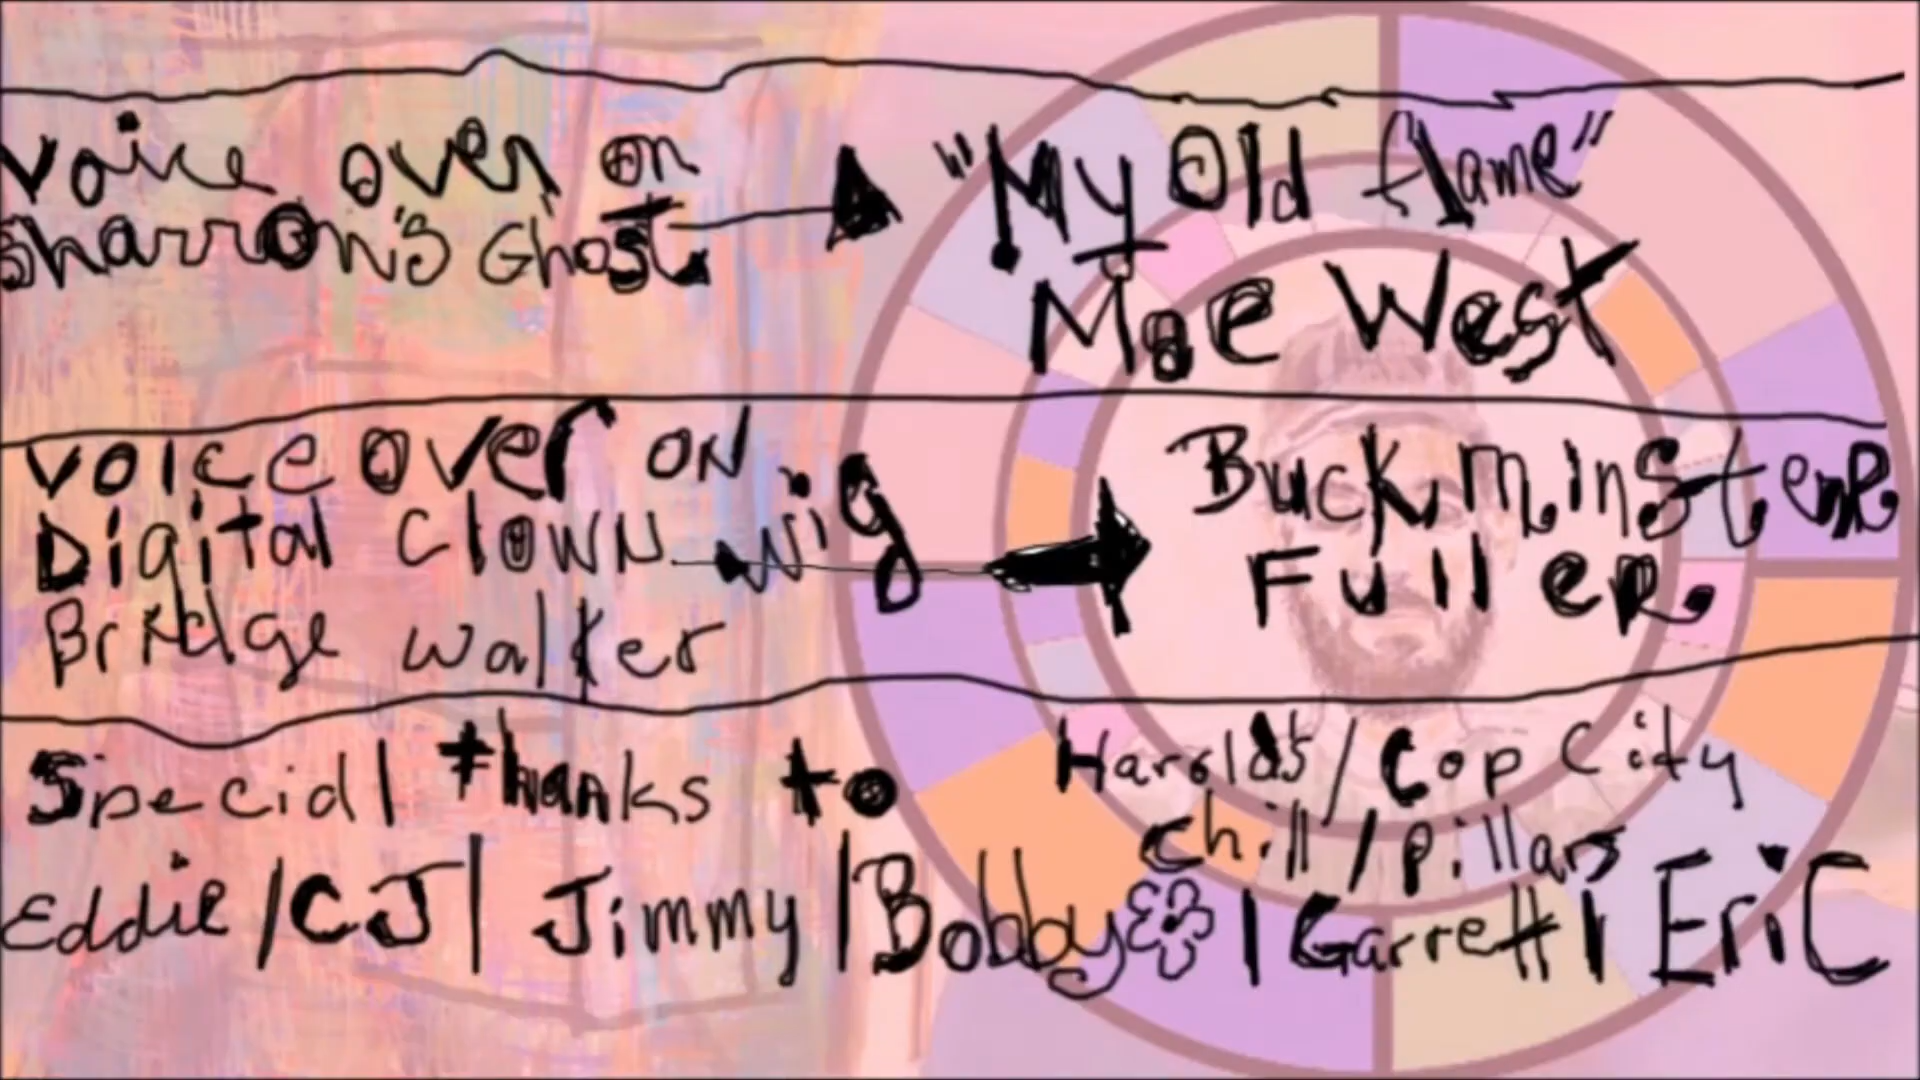 Voice over on
Sharron's Ghost
"My Old flame"
Mae West
Voice over on
Digital Clown Wig
Bridge walker
Buckminster
Fuller
Special thanks to
Harolds / Cop City
Chill / Pillars
Eddie / CJ | Jimmy | Bobby | Garrett | Eric